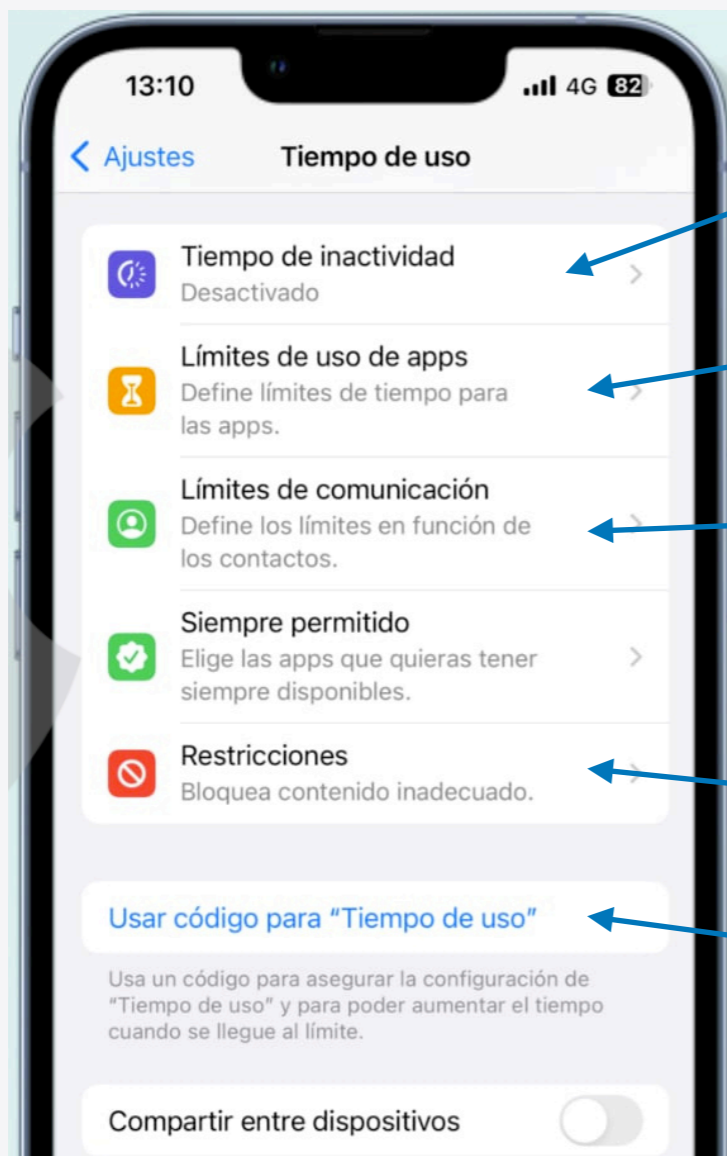 13:10 4G 82
Ajustes Tiempo de uso
Tiempo de inactividad
Desactivado
Límites de uso de apps
Define límites de tiempo para
las apps.
Límites de comunicación
Define los límites en función de
los contactos.
Siempre permitido
Elige las apps que quieras tener
siempre disponibles.
Restricciones
Bloquea contenido inadecuado.
Usar código para “Tiempo de uso”
Usa un código para asegurar la configuración de
“Tiempo de uso” y para poder aumentar el tiempo
cuando se llegue al límite.
Compartir entre dispositivos